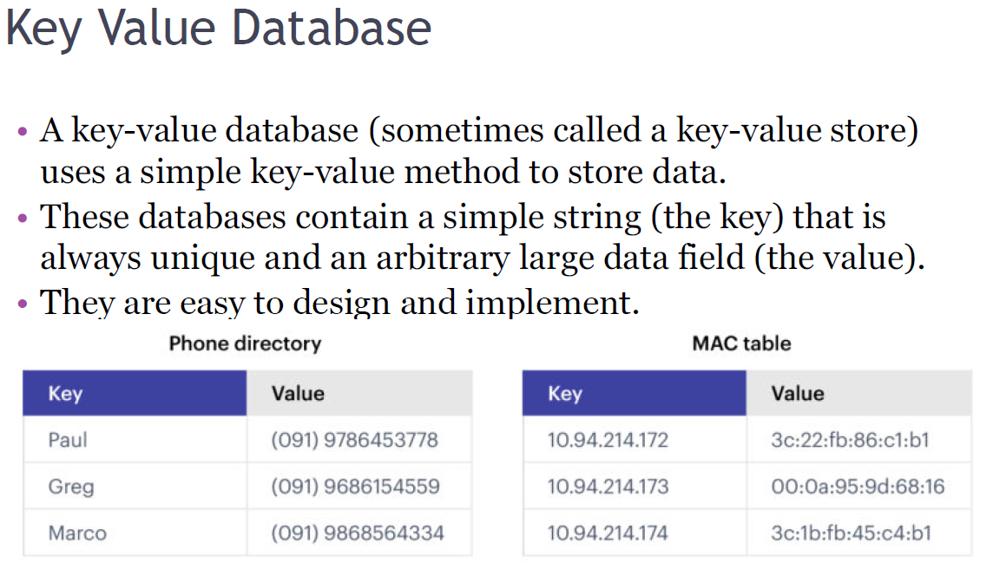 Key Value Database
• A key-value database (sometimes called a key-value store)
uses a simple key-value method to store data.
• These databases contain a simple string (the key) that is
always unique and an arbitrary large data field (the value).
• They are easy to design and implement.
Phone directory
Key Value
Paul (091) 9786453778
Greg (091) 9686154559
Marco (091) 9868564334
MAC table
Key Value
10.94.214.172 3c:22:fb:86:c1:b1
10.94.214.173 00:0a:95:9d:68:16
10.94.214.174 3c:1b:fb:45:c4:b1